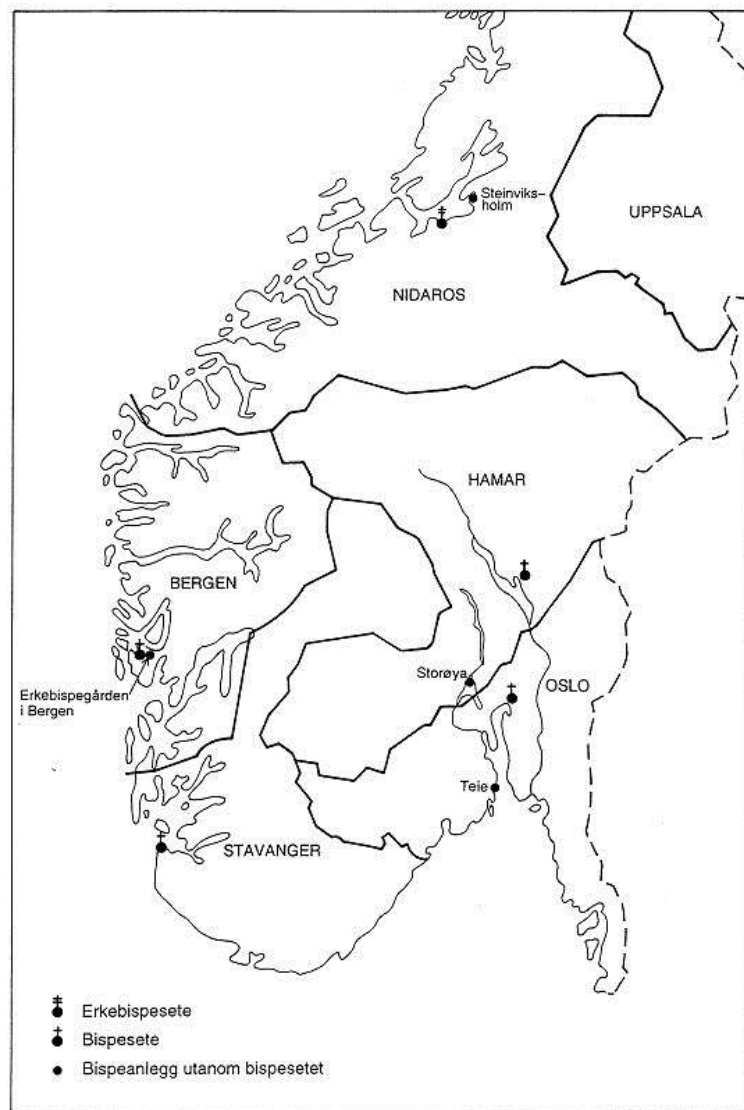 Steinviks-
holm
UPPSALA
NIDAROS
HAMAR
BERGEN
Storøya
OSLO
Erkebispegården
i Bergen
Teie
STAVANGER
Erkebispesete
Bispesete
Bispeanlegg utanom bispesetet